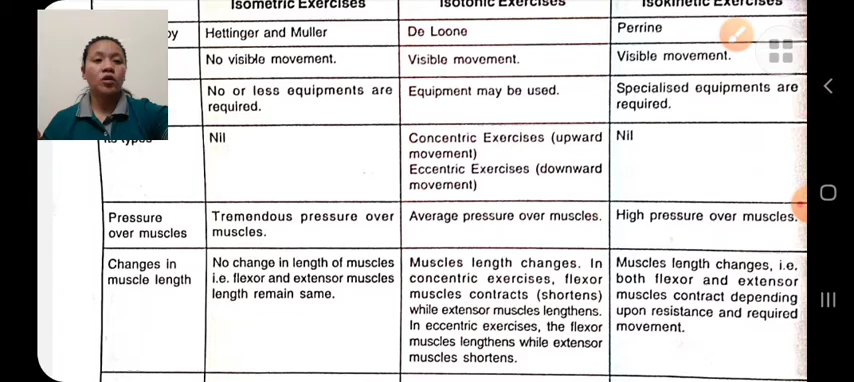 Isometric Exercises
Isotonic Exercises
Isokinetic Exercises
by
Hettinger and Muller
De Loone
Perrine
No visible movement.
Visible movement.
Visible movement.
No or less equipments are
required.
Equipment may be used.
Specialised equipments are
required.
Its types
Nil
Concentric Exercises (upward
movement)
Eccentric Exercises (downward
movement)
Nil
Pressure
over muscles
Tremendous pressure over
muscles.
Average pressure over muscles.
High pressure over muscles.
Changes in
muscle length
No change in length of muscles
i.e. flexor and extensor muscles
length remain same.
Muscles length changes. In
concentric exercises, flexor
muscles contracts (shortens)
while extensor muscles lengthens.
In eccentric exercises, the flexor
muscles lengthens while extensor
muscles shortens.
Muscles length changes, i.e.
both flexor and extensor
muscles contract depending
upon resistance and required
movement.